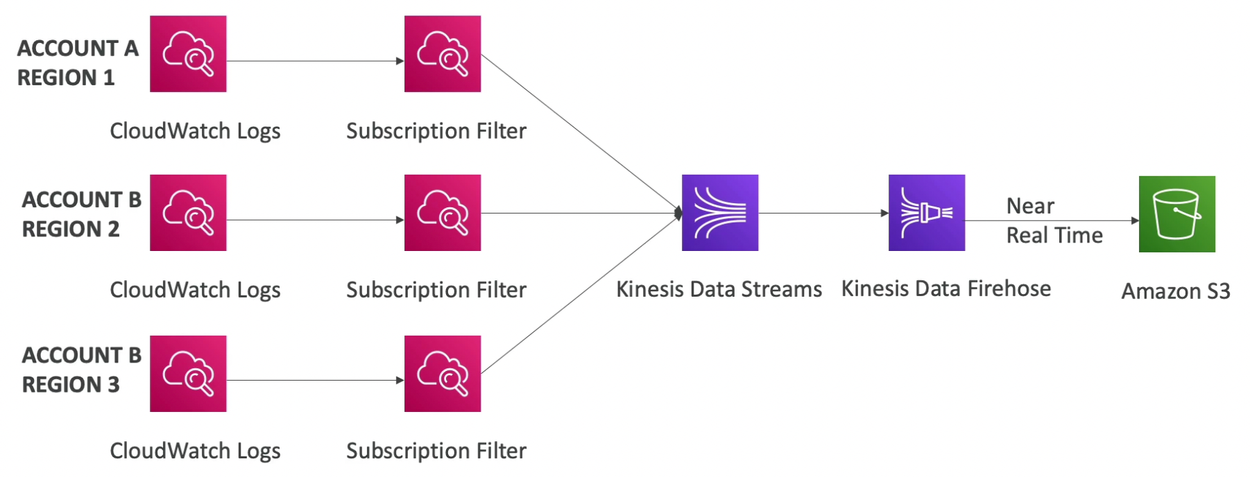 ACCOUNT A
REGION 1
CloudWatch Logs
Subscription Filter
ACCOUNT B
REGION 2
CloudWatch Logs
Subscription Filter
Kinesis Data Streams
Kinesis Data Firehose
Near
Real Time
Amazon S3
ACCOUNT B
REGION 3
CloudWatch Logs
Subscription Filter